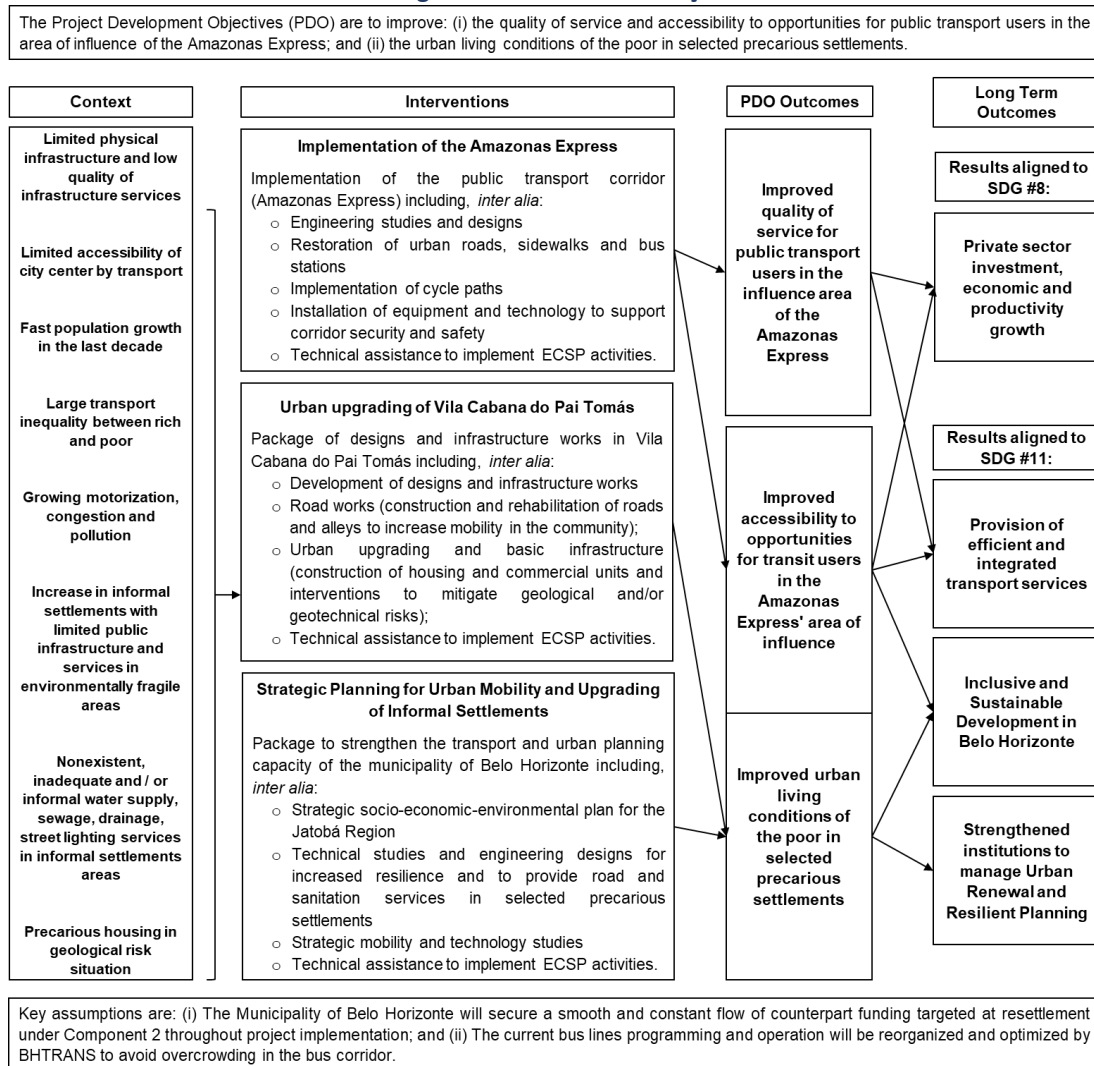 The Project Development Objectives (PDO) are to improve: (i) the quality of service and accessibility to opportunities for public transport users in the
area of influence of the Amazonas Express; and (ii) the urban living conditions of the poor in selected precarious settlements.
Context
Limited physical
infrastructure and low
quality of
infrastructure services
Limited accessibility of
city center by transport
Fast population growth
in the last decade
Large transport
inequality between rich
and poor
Growing motorization,
congestion and
pollution
Increase in informal
settlements with
limited public
infrastructure and
services in
environmentally fragile
areas
Nonexistent,
inadequate and / or
informal water supply,
sewage, drainage,
street lighting services
in informal settlements
areas
Precarious housing in
geological risk
situation
Interventions
Implementation of the Amazonas Express
Implementation of the public transport corridor
(Amazonas Express) including, inter alia:
o Engineering studies and designs
o Restoration of urban roads, sidewalks and bus
stations
o Implementation of cycle paths
o Installation of equipment and technology to support
corridor security and safety
o Technical assistance to implement ECSP activities.
Urban upgrading of Vila Cabana do Pai Tomás
Package of designs and infrastructure works in Vila
Cabana do Pai Tomás including, inter alia:
o Development of designs and infrastructure works
o Road works (construction and rehabilitation of roads
and alleys to increase mobility in the community);
o Urban upgrading and basic infrastructure
(construction of housing and commercial units and
interventions to mitigate geological and/or
geotechnical risks);
o Technical assistance to implement ECSP activities.
Strategic Planning for Urban Mobility and Upgrading
of Informal Settlements
Package to strengthen the transport and urban planning
capacity of the municipality of Belo Horizonte including,
inter alia:
o Strategic socio-economic-environmental plan for the
Jatobá Region
o Technical studies and engineering designs for
increased resilience and to provide road and
sanitation services in selected precarious
settlements
o Strategic mobility and technology studies
o Technical assistance to implement ECSP activities.
PDO Outcomes
Improved
quality of
service for
public transport
users in the
influence area
of the
Amazonas
Express
Improved
accessibility to
opportunities
for transit users
in the
Amazonas
Express' area of
influence
Improved urban
living
conditions of
the poor in
selected
precarious
settlements
Long Term
Outcomes
Results aligned to
SDG #8:
Private sector
investment,
economic and
productivity
growth
Results aligned to
SDG #11:
Provision of
efficient and
integrated
transport services
Inclusive and
Sustainable
Development in
Belo Horizonte
Strengthened
institutions to
manage Urban
Renewal and
Resilient Planning
Key assumptions are: (i) The Municipality of Belo Horizonte will secure a smooth and constant flow of counterpart funding targeted at resettlement
under Component 2 throughout project implementation; and (ii) The current bus lines programming and operation will be reorganized and optimized by
BHTRANS to avoid overcrowding in the bus corridor.